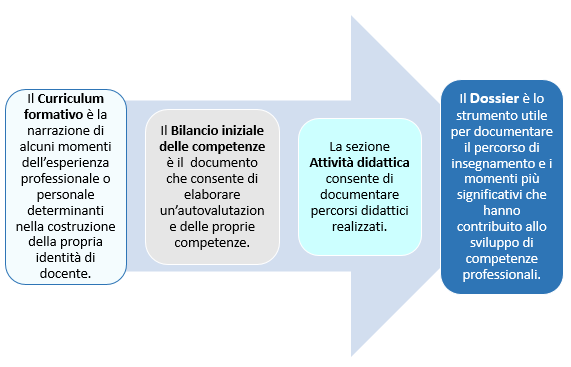 Il Curriculum
formativo è la
narrazione di
alcuni momenti
dell'esperienza
professionale o
personale
determinanti
nella costruzione
della propria
identità di
docente.
Il Bilancio iniziale
delle competenze
è il documento
che consente di
elaborare
un'autovalutazion
e delle proprie
competenze.
La sezione
Attività didattica
consente di
documentare
percorsi didattici
realizzati.
Il Dossier è lo
strumento utile
per documentare
il percorso di
insegnamento e i
momenti più
significativi che
hanno
contribuito allo
sviluppo di
competenze
professionali.